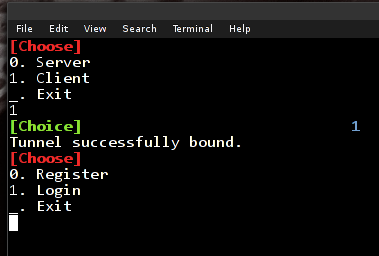 File Edit View Search Terminal Help
[Choose]
0. Server
1. Client
_. Exit
1
[Choice] 1
Tunnel successfully bound.
[Choose]
0. Register
1. Login
_. Exit